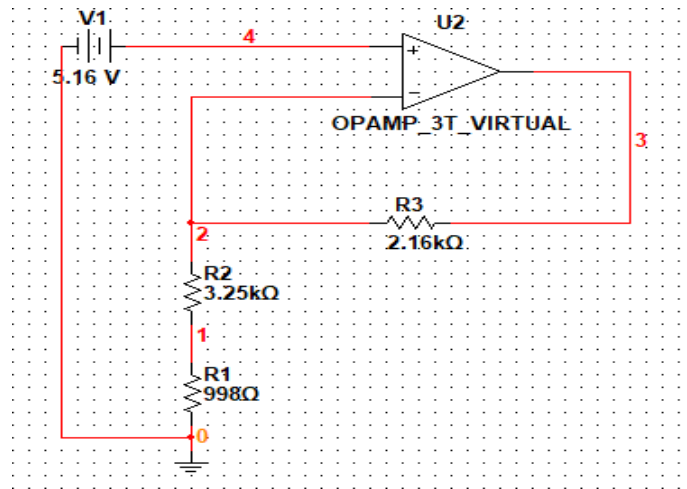 V1
U2
4
+
5.16 V
−
OPAMP_3T_VIRTUAL
3
R3
2
2.16kΩ
R2
3.25kΩ
1
R1
998Ω
0